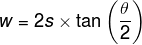 w = 2s × tan(θ/2)